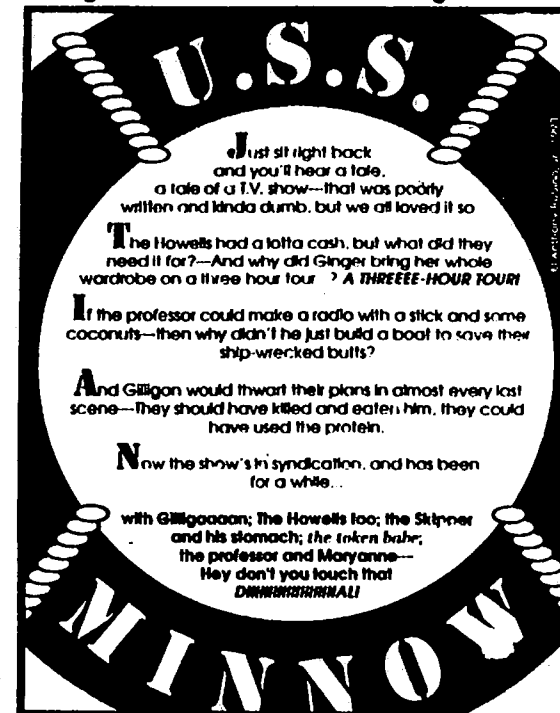 U.S.S.
Just sit right back
and you'll hear a tale,
a tale of a T.V. show---that was poorly
written and kinda dumb, but we all loved it so
The Howells had a lotta cash, but what did they
need it for?---And why did Ginger bring her whole
wardrobe on a three hour tour ? A THREEEE-HOUR TOUR!
If the professor could make a radio with a stick and some
coconuts---then why didn't he just build a boat to save their
ship-wrecked butts?
And Gilligan would thwart their plans in almost every last
scene---They should have killed and eaten him, they could
have used the protein.
Now the show's in syndication, and has been
for a while...
with Gilligaaaan; The Howells too; the Skipper
and his stomach; the token babe;
the professor and Maryanne---
Hey don't you touch that
MINNOW